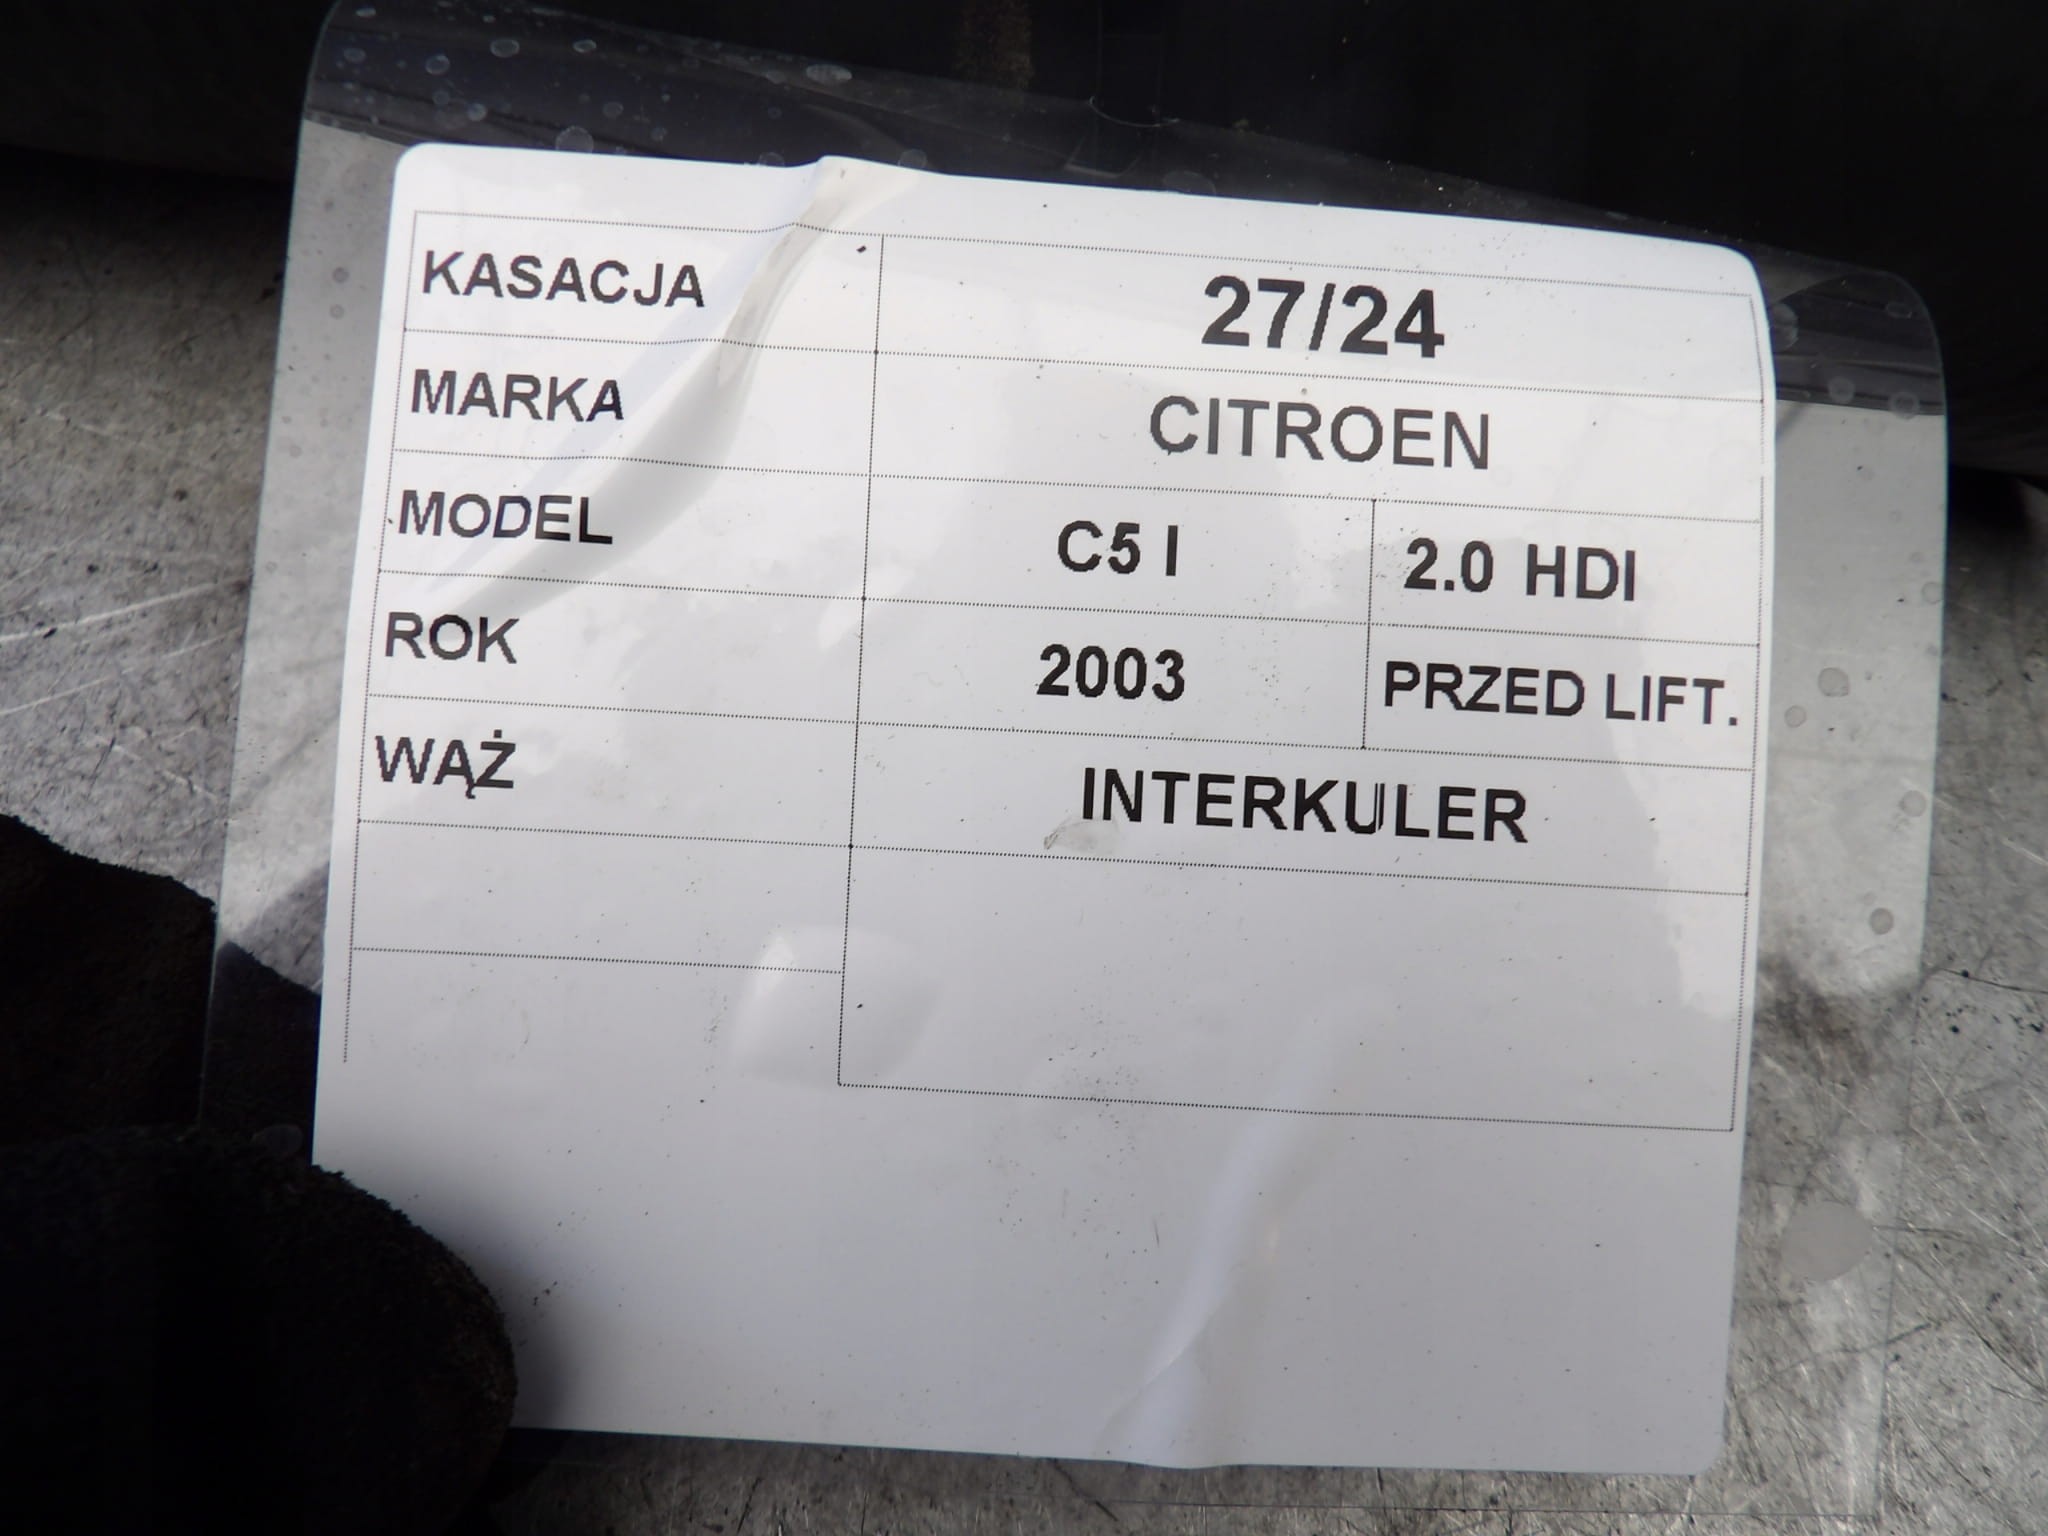 KASACJA 27/24
MARKA CITROEN
MODEL C5 I 2.0 HDI
ROK 2003 PRZED LIFT.
WĄŻ INTERKULER